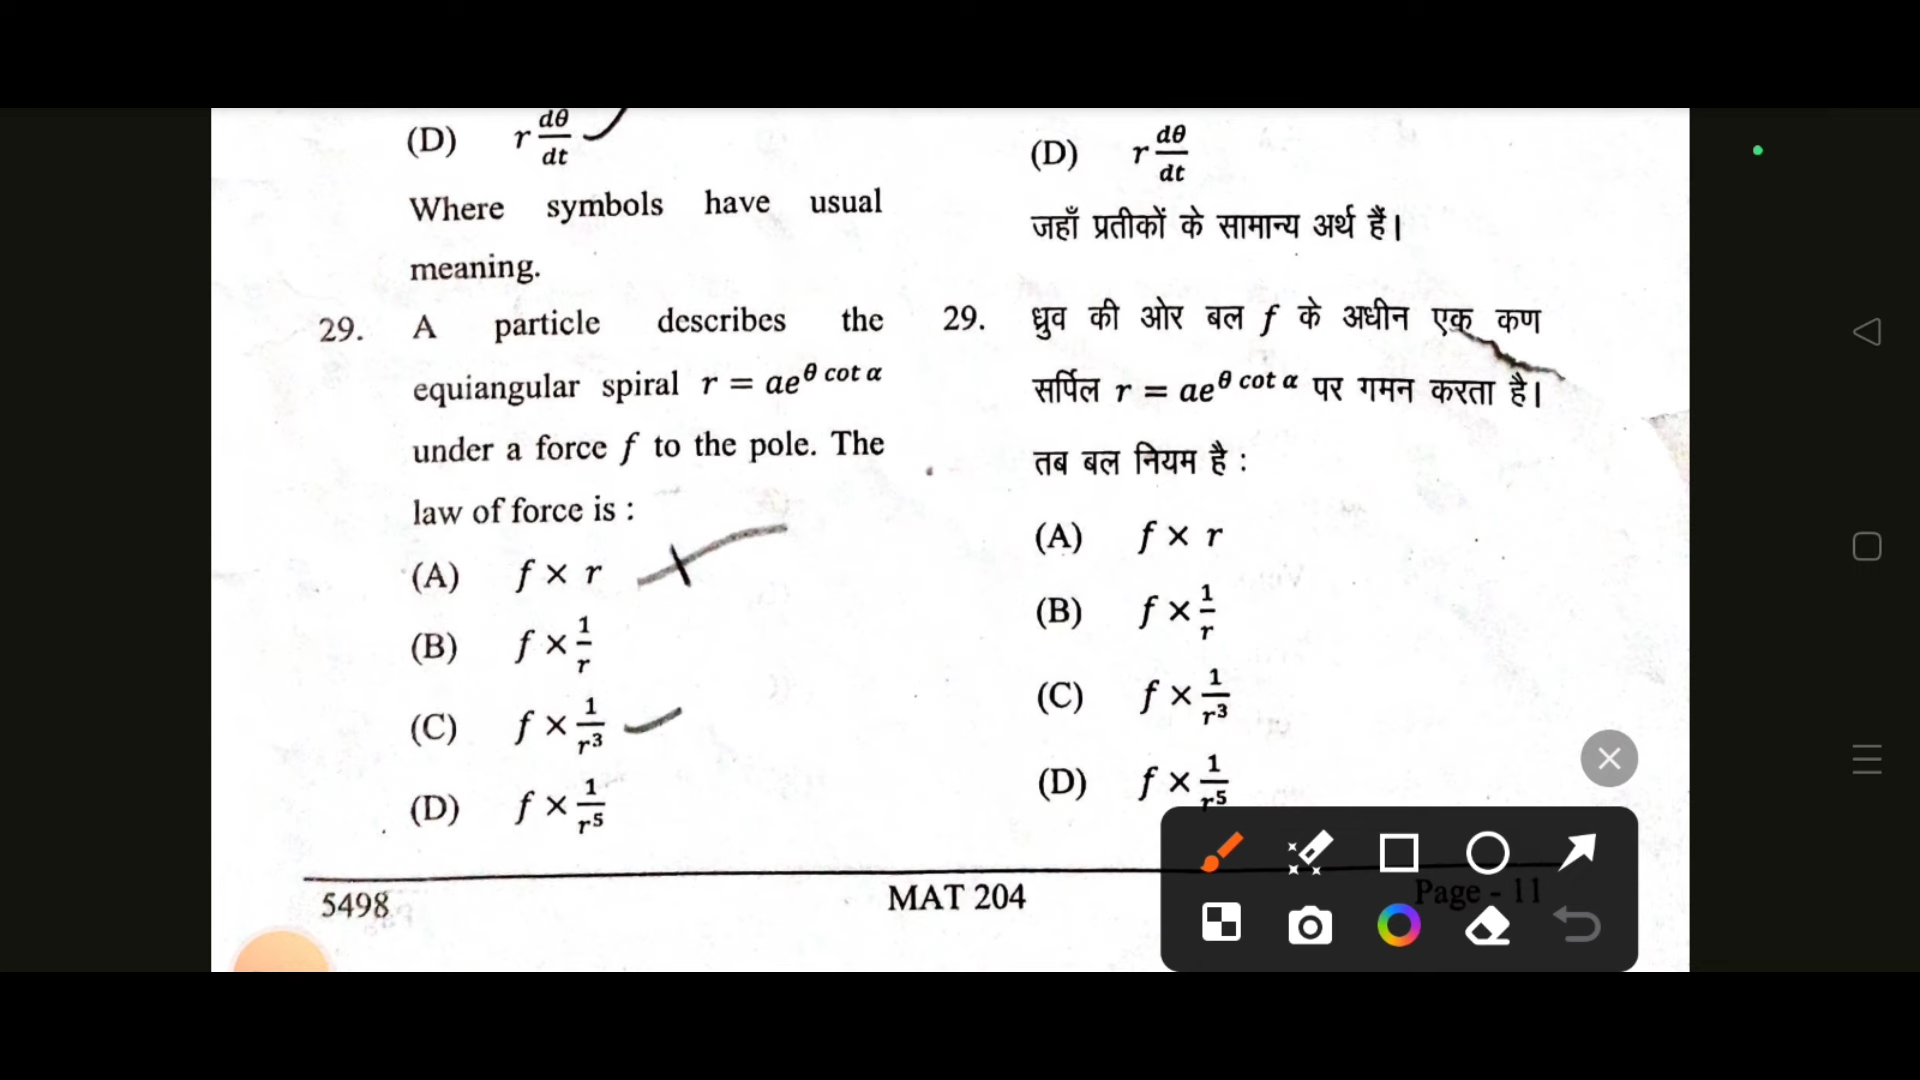 (D) r dθ/dt
Where symbols have usual
meaning.
29. A particle describes the
equiangular spiral r = ae^θ cot α
under a force f to the pole. The
law of force is :
(A) f × r
(B) f × 1/r
(C) f × 1/r³
(D) f × 1/r⁵
(D) r dθ/dt
जहाँ प्रतीकों के सामान्य अर्थ हैं।
29. ध्रुव की ओर बल f के अधीन एक कण
सर्पिल r = ae^θ cot α पर गमन करता है।
तब बल नियम है :
(A) f × r
(B) f × 1/r
(C) f × 1/r³
(D) f × 1/r⁵
5498 MAT 204 Page - 11